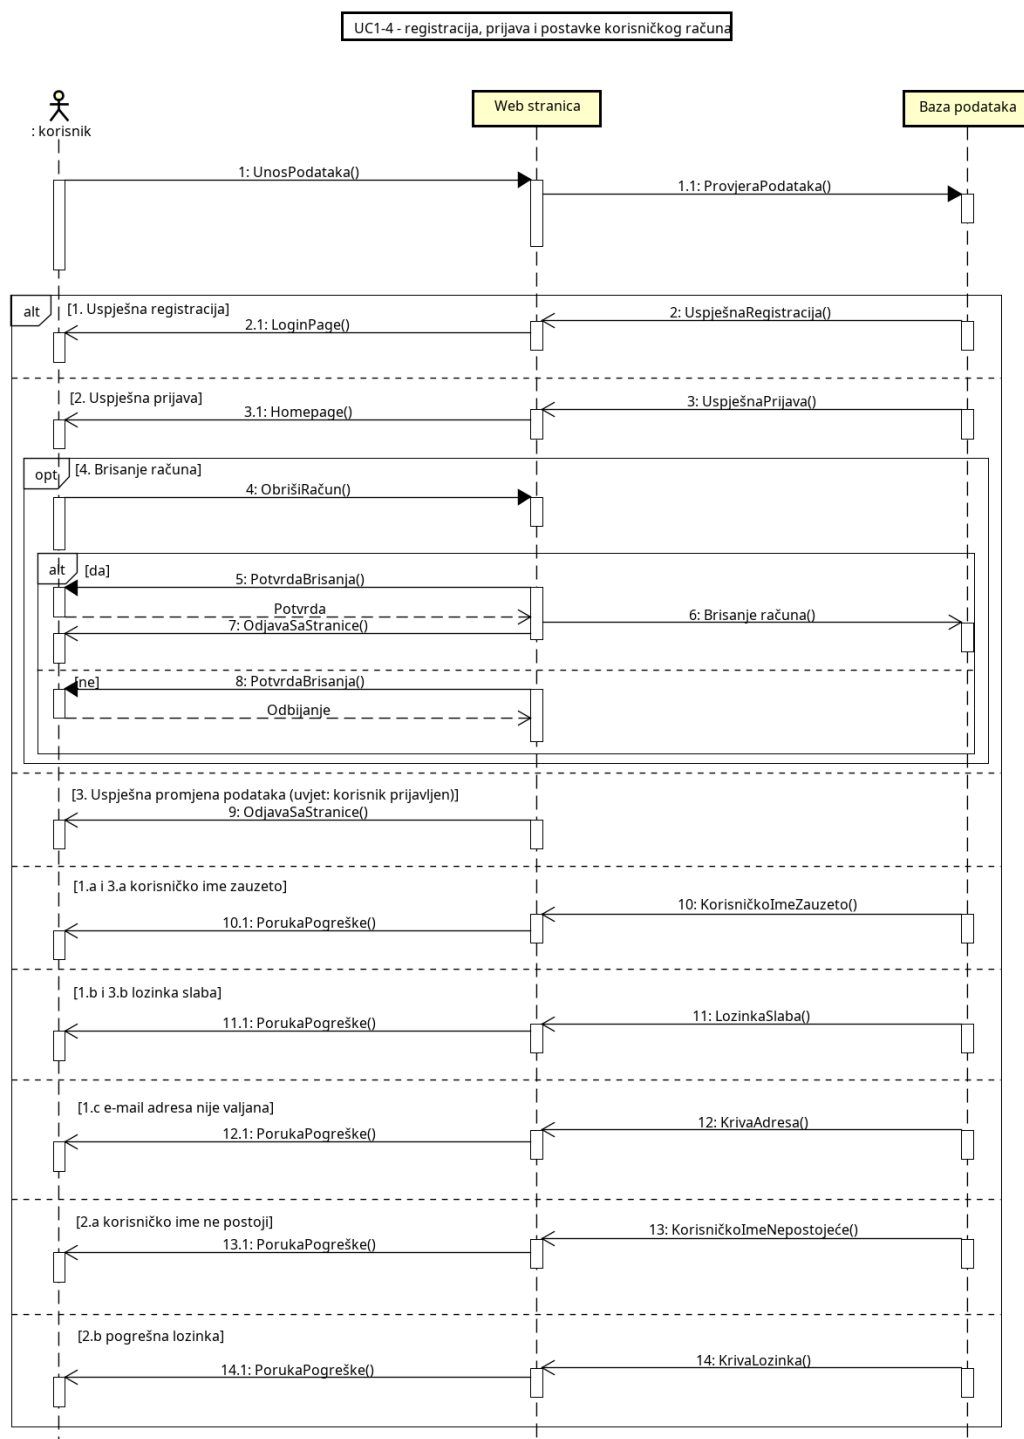 UC1-4 - registracija, prijava i postavke korisničkog računa
: korisnik
Web stranica
Baza podataka
1: UnosPodataka()
1.1: ProvjeraPodataka()
alt
[1. Uspješna registracija]
2: UspješnaRegistracija()
2.1: LoginPage()
[2. Uspješna prijava]
3: UspješnaPrijava()
3.1: Homepage()
opt
[4. Brisanje računa]
4: ObrišiRačun()
alt
[da]
5: PotvrdaBrisanja()
Potvrda
6: Brisanje računa()
7: OdjavaSaStranice()
[ne]
8: PotvrdaBrisanja()
Odbijanje
[3. Uspješna promjena podataka (uvjet: korisnik prijavljen)]
9: OdjavaSaStranice()
[1.a i 3.a korisničko ime zauzeto]
10: KorisničkoImeZauzeto()
10.1: PorukaPogreške()
[1.b i 3.b lozinka slaba]
11: LozinkaSlaba()
11.1: PorukaPogreške()
[1.c e-mail adresa nije valjana]
12: KrivaAdresa()
12.1: PorukaPogreške()
[2.a korisničko ime ne postoji]
13: KorisničkoImeNepostojeće()
13.1: PorukaPogreške()
[2.b pogrešna lozinka]
14: KrivaLozinka()
14.1: PorukaPogreške()